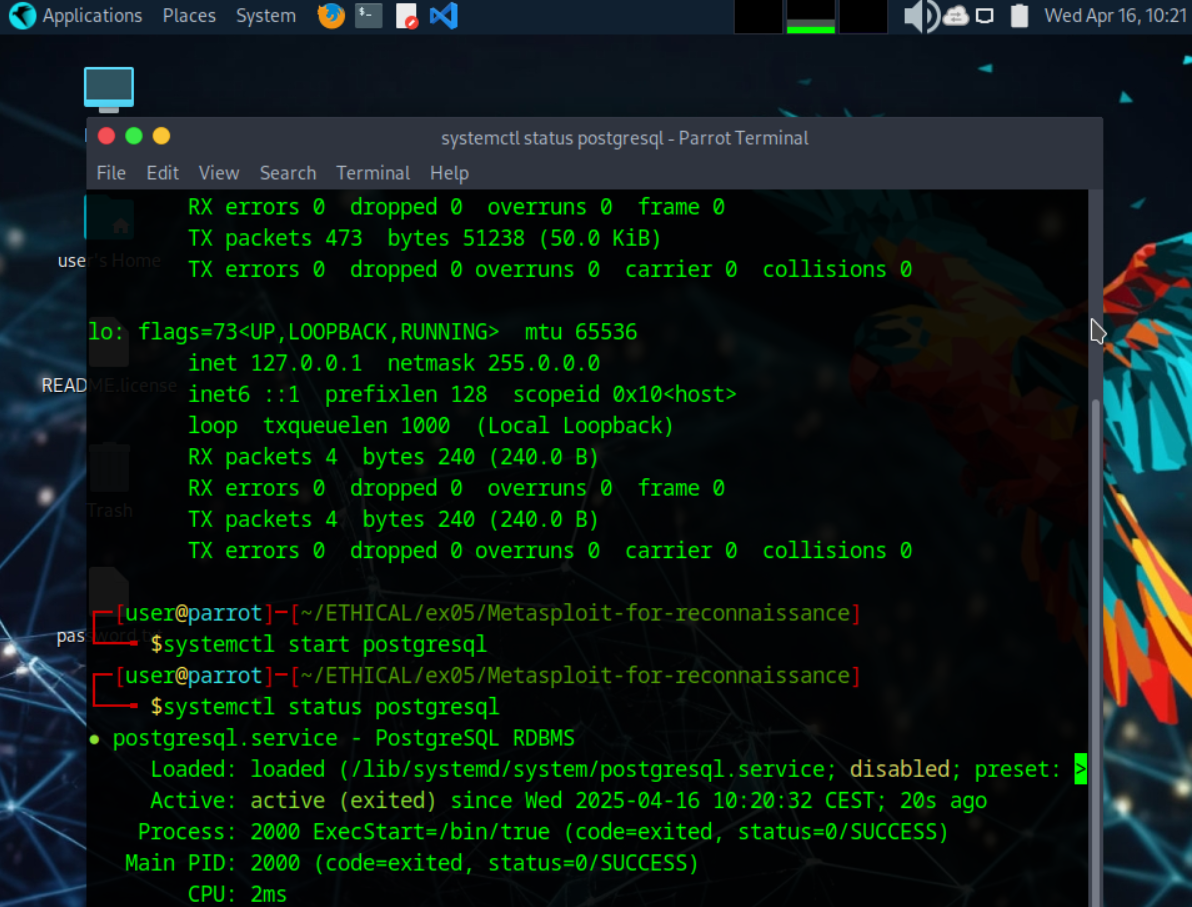 Applications Places System Wed Apr 16, 10:21
systemctl status postgresql - Parrot Terminal
File Edit View Search Terminal Help
RX errors 0 dropped 0 overruns 0 frame 0
TX packets 473 bytes 51238 (50.0 KiB)
user's Home
TX errors 0 dropped 0 overruns 0 carrier 0 collisions 0
lo: flags=73<UP,LOOPBACK,RUNNING> mtu 65536
inet 127.0.0.1 netmask 255.0.0.0
README.license
inet6 ::1 prefixlen 128 scopeid 0x10<host>
loop txqueuelen 1000 (Local Loopback)
RX packets 4 bytes 240 (240.0 B)
RX errors 0 dropped 0 overruns 0 frame 0
Trash
TX packets 4 bytes 240 (240.0 B)
TX errors 0 dropped 0 overruns 0 carrier 0 collisions 0
[user@parrot]-[~/ETHICAL/ex05/Metasploit-for-reconnaissance]
$systemctl start postgresql
[user@parrot]-[~/ETHICAL/ex05/Metasploit-for-reconnaissance]
$systemctl status postgresql
● postgresql.service - PostgreSQL RDBMS
Loaded: loaded (/lib/systemd/system/postgresql.service; disabled; preset: >
Active: active (exited) since Wed 2025-04-16 10:20:32 CEST; 20s ago
Process: 2000 ExecStart=/bin/true (code=exited, status=0/SUCCESS)
Main PID: 2000 (code=exited, status=0/SUCCESS)
CPU: 2ms